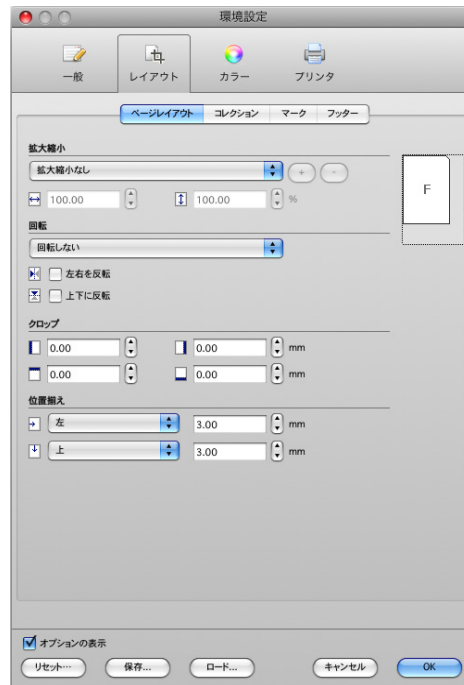 環境設定
一般 レイアウト カラー プリンタ
ページレイアウト コレクション マーク フッター
拡大縮小
拡大縮小なし + -
100.00 100.00 %
回転
回転しない
左右を反転
上下に反転
F
クロップ
0.00 0.00 mm
0.00 0.00 mm
位置揃え
左 3.00 mm
上 3.00 mm
オプションの表示
リセット… 保存... ロード... キャンセル OK